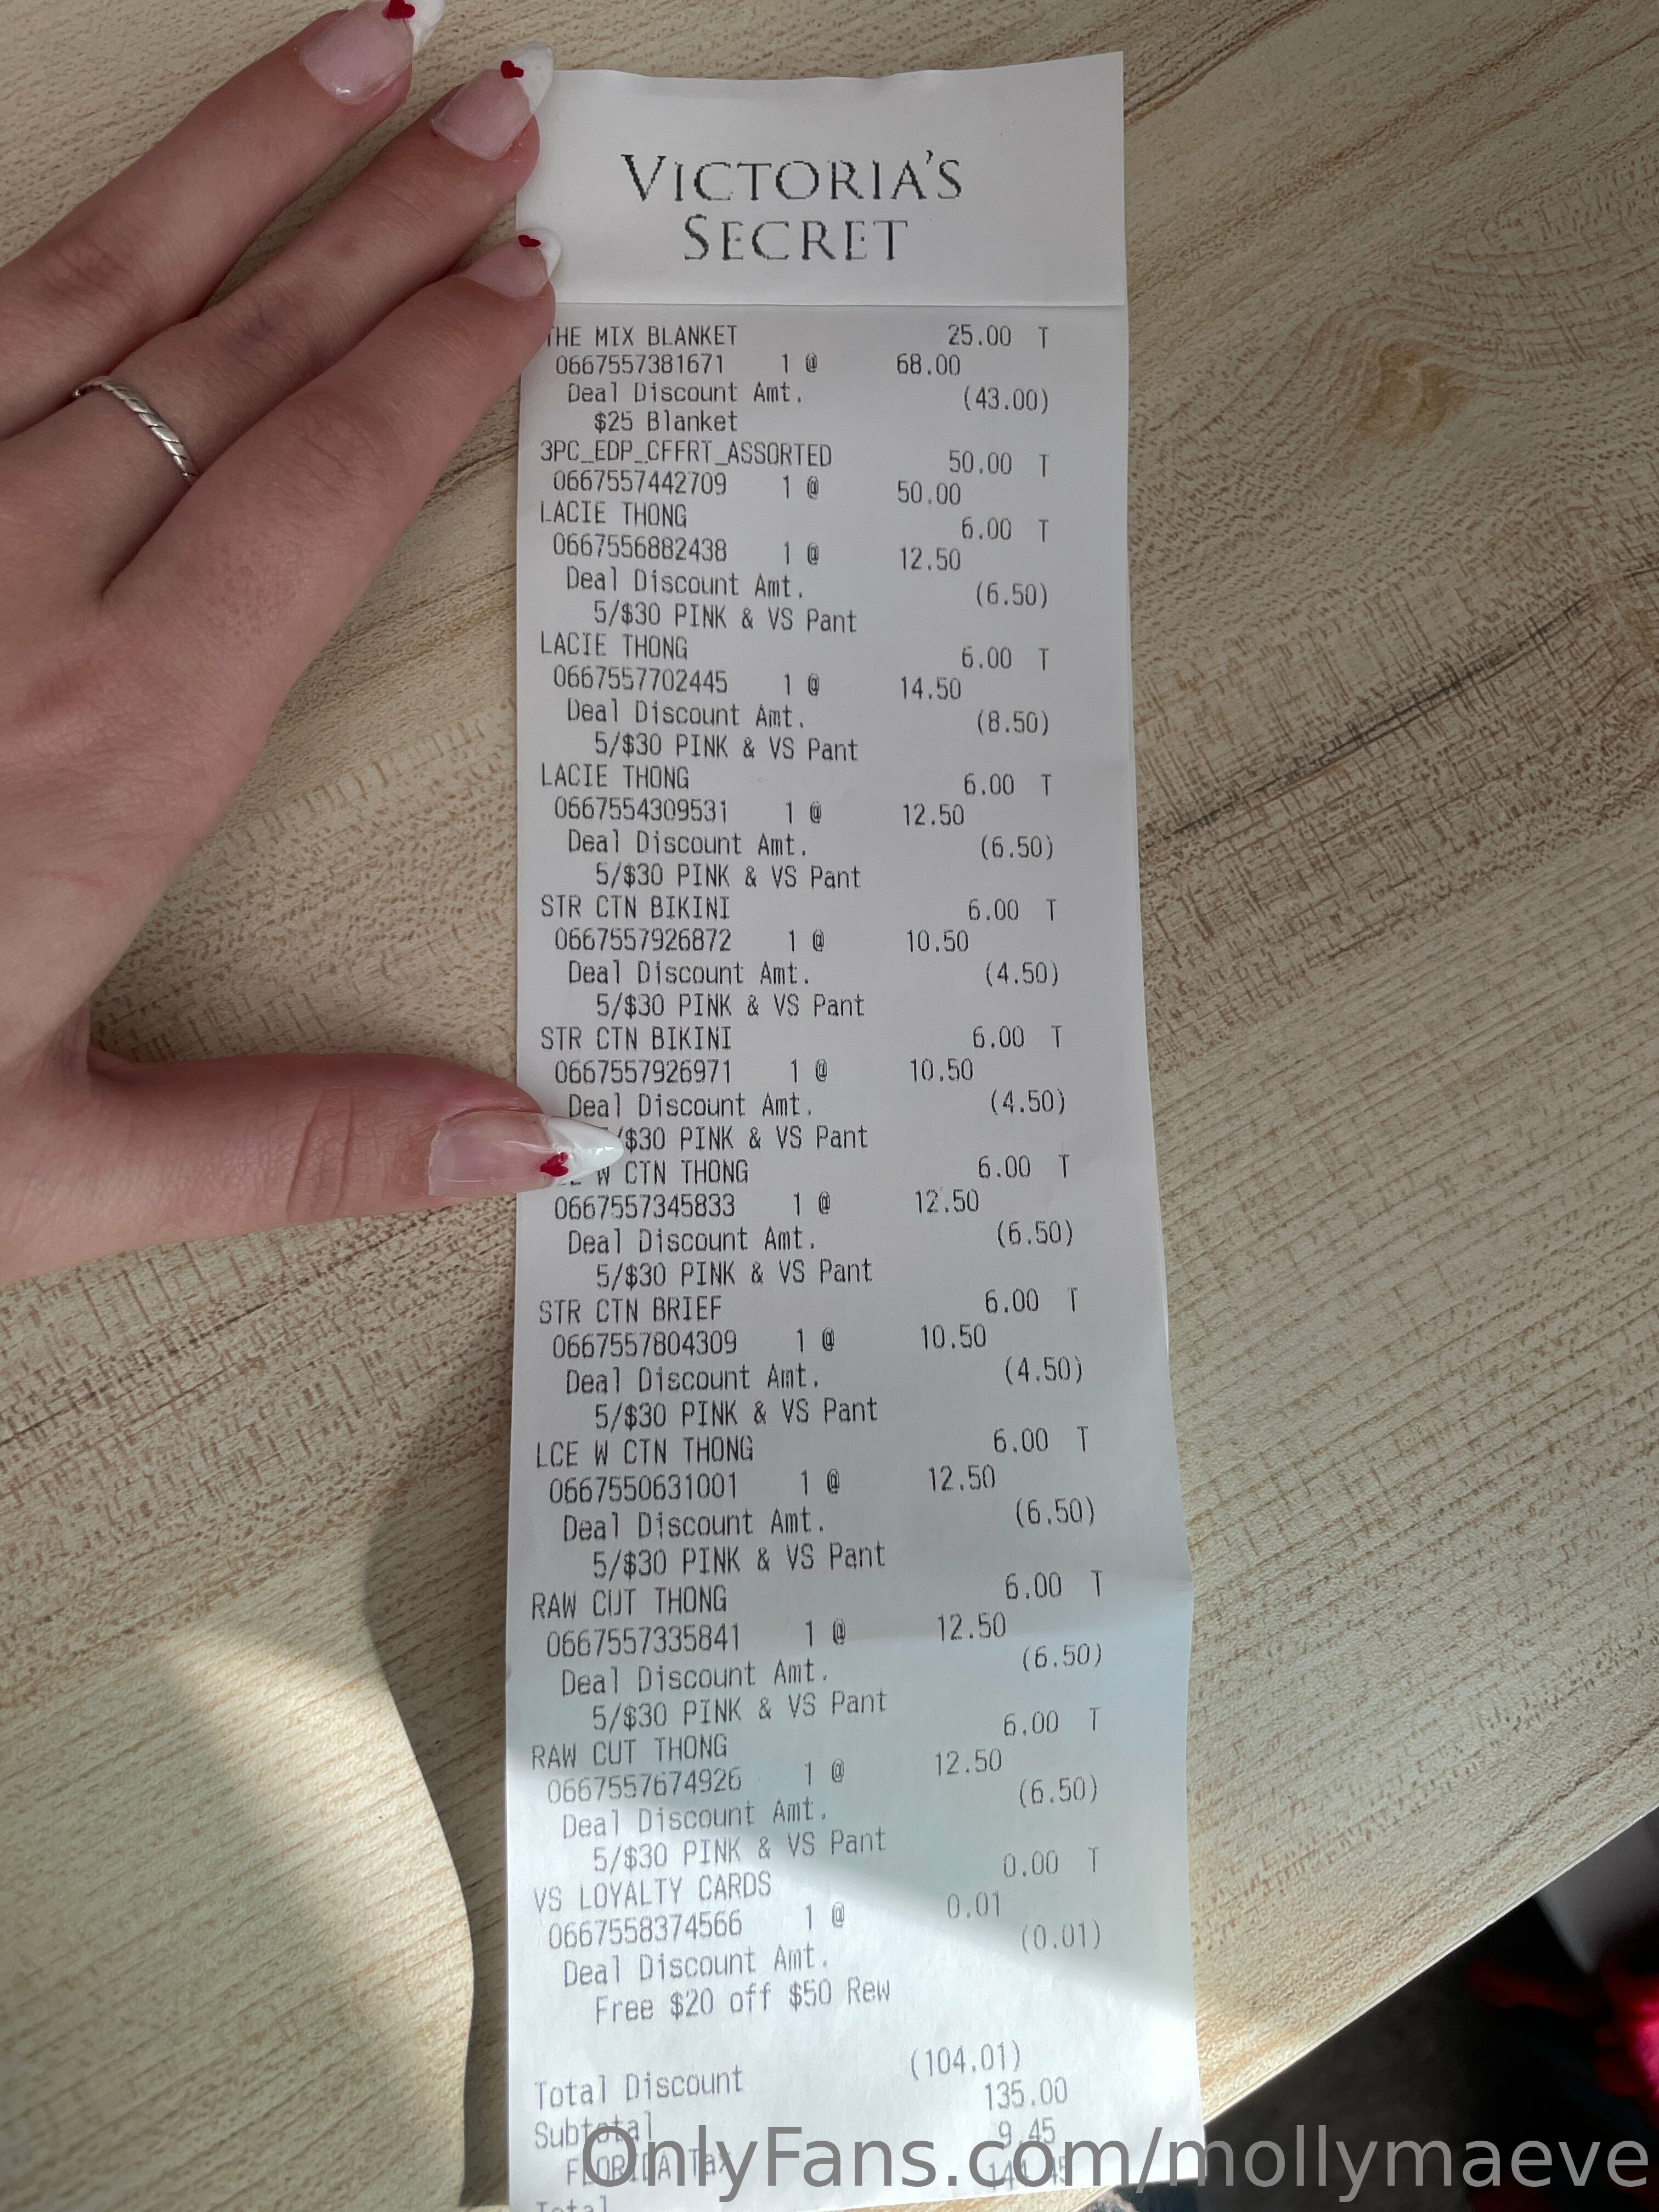 VICTORIA'S
SECRET
THE MIX BLANKET 25.00 T
0667557381671 1 @ 68.00
Deal Discount Amt. (43.00)
$25 Blanket
3PC_EDP_CFFRT_ASSORTED 50.00 T
0667557442709 1 @ 50.00
LACIE THONG 6.00 T
0667556882438 1 @ 12.50
Deal Discount Amt. (6.50)
5/$30 PINK & VS Pant
LACIE THONG 6.00 T
0667557702445 1 @ 14.50
Deal Discount Amt. (8.50)
5/$30 PINK & VS Pant
LACIE THONG 6.00 T
0667554309531 1 @ 12.50
Deal Discount Amt. (6.50)
5/$30 PINK & VS Pant
STR CTN BIKINI 6.00 T
0667557926872 1 @ 10.50
Deal Discount Amt. (4.50)
5/$30 PINK & VS Pant
STR CTN BIKINI 6.00 T
0667557926971 1 @ 10.50
Deal Discount Amt. (4.50)
/$30 PINK & VS Pant
W CTN THONG 6.00 T
0667557345833 1 @ 12.50
Deal Discount Amt. (6.50)
5/$30 PINK & VS Pant
STR CTN BRIEF 6.00 T
0667557804309 1 @ 10.50
Deal Discount Amt. (4.50)
5/$30 PINK & VS Pant
LCE W CTN THONG 6.00 T
0667550631001 1 @ 12.50
Deal Discount Amt. (6.50)
5/$30 PINK & VS Pant
RAW CUT THONG 6.00 T
0667557335841 1 @ 12.50
Deal Discount Amt. (6.50)
5/$30 PINK & VS Pant
RAW CUT THONG 6.00 T
0667557674926 1 @ 12.50
Deal Discount Amt. (6.50)
5/$30 PINK & VS Pant
VS LOYALTY CARDS 0.00 T
0667558374566 1 @ 0.01
Deal Discount Amt. (0.01)
Free $20 off $50 Rew
Total Discount (104.01)
Subtotal 135.00
FLORIDA Tax 9.45
Total 144.45
OnlyFans.com/mollymaeve